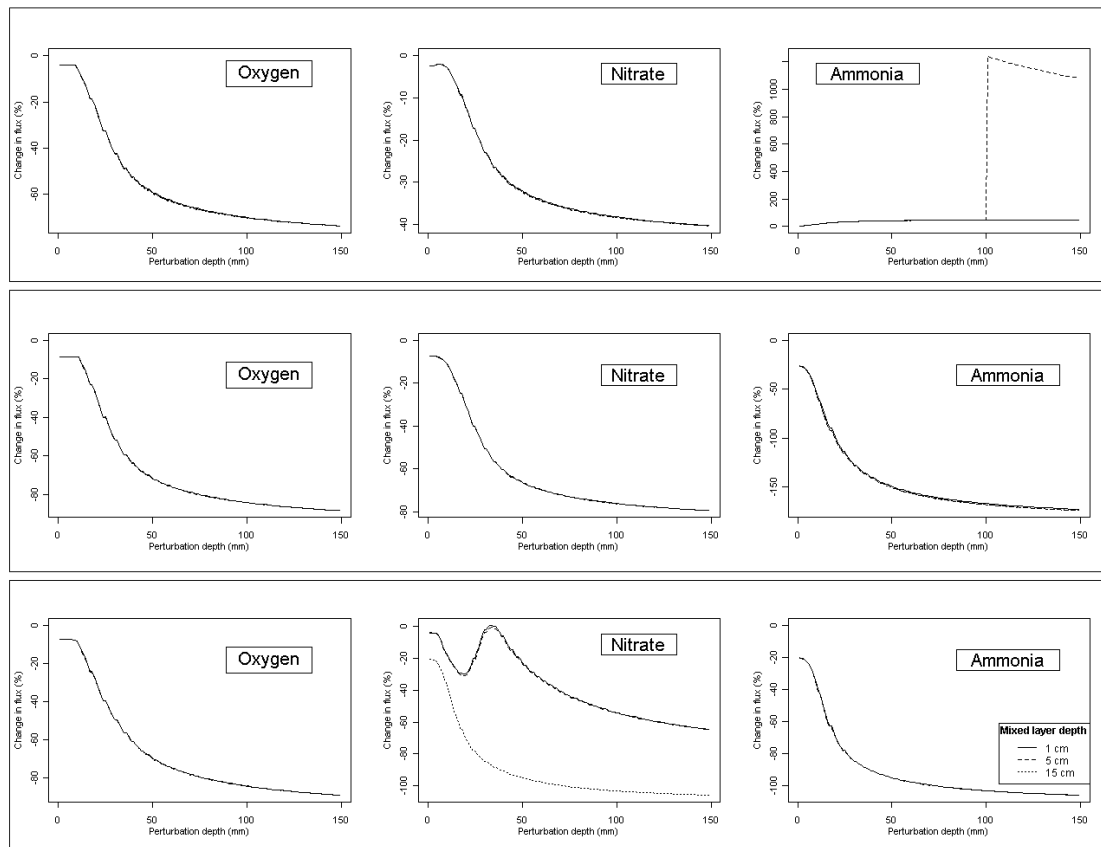 Oxygen
Change in flux (%)
0
-20
-40
-60
0 50 100 150
Perturbation depth (mm)
Nitrate
Change in flux (%)
0
-10
-20
-30
-40
0 50 100 150
Perturbation depth (mm)
Ammonia
Change in flux (%)
1000
800
600
400
200
0
0 50 100 150
Perturbation depth (mm)
Oxygen
Change in flux (%)
0
-20
-40
-60
-80
0 50 100 150
Perturbation depth (mm)
Nitrate
Change in flux (%)
0
-20
-40
-60
-80
0 50 100 150
Perturbation depth (mm)
Ammonia
Change in flux (%)
0
-50
-100
-150
0 50 100 150
Perturbation depth (mm)
Oxygen
Change in flux (%)
0
-20
-40
-60
-80
0 50 100 150
Perturbation depth (mm)
Nitrate
Change in flux (%)
0
-20
-40
-60
-80
-100
0 50 100 150
Perturbation depth (mm)
Ammonia
Change in flux (%)
0
-20
-40
-60
-80
-100
0 50 100 150
Perturbation depth (mm)
Mixed layer depth
1 cm
5 cm
15 cm